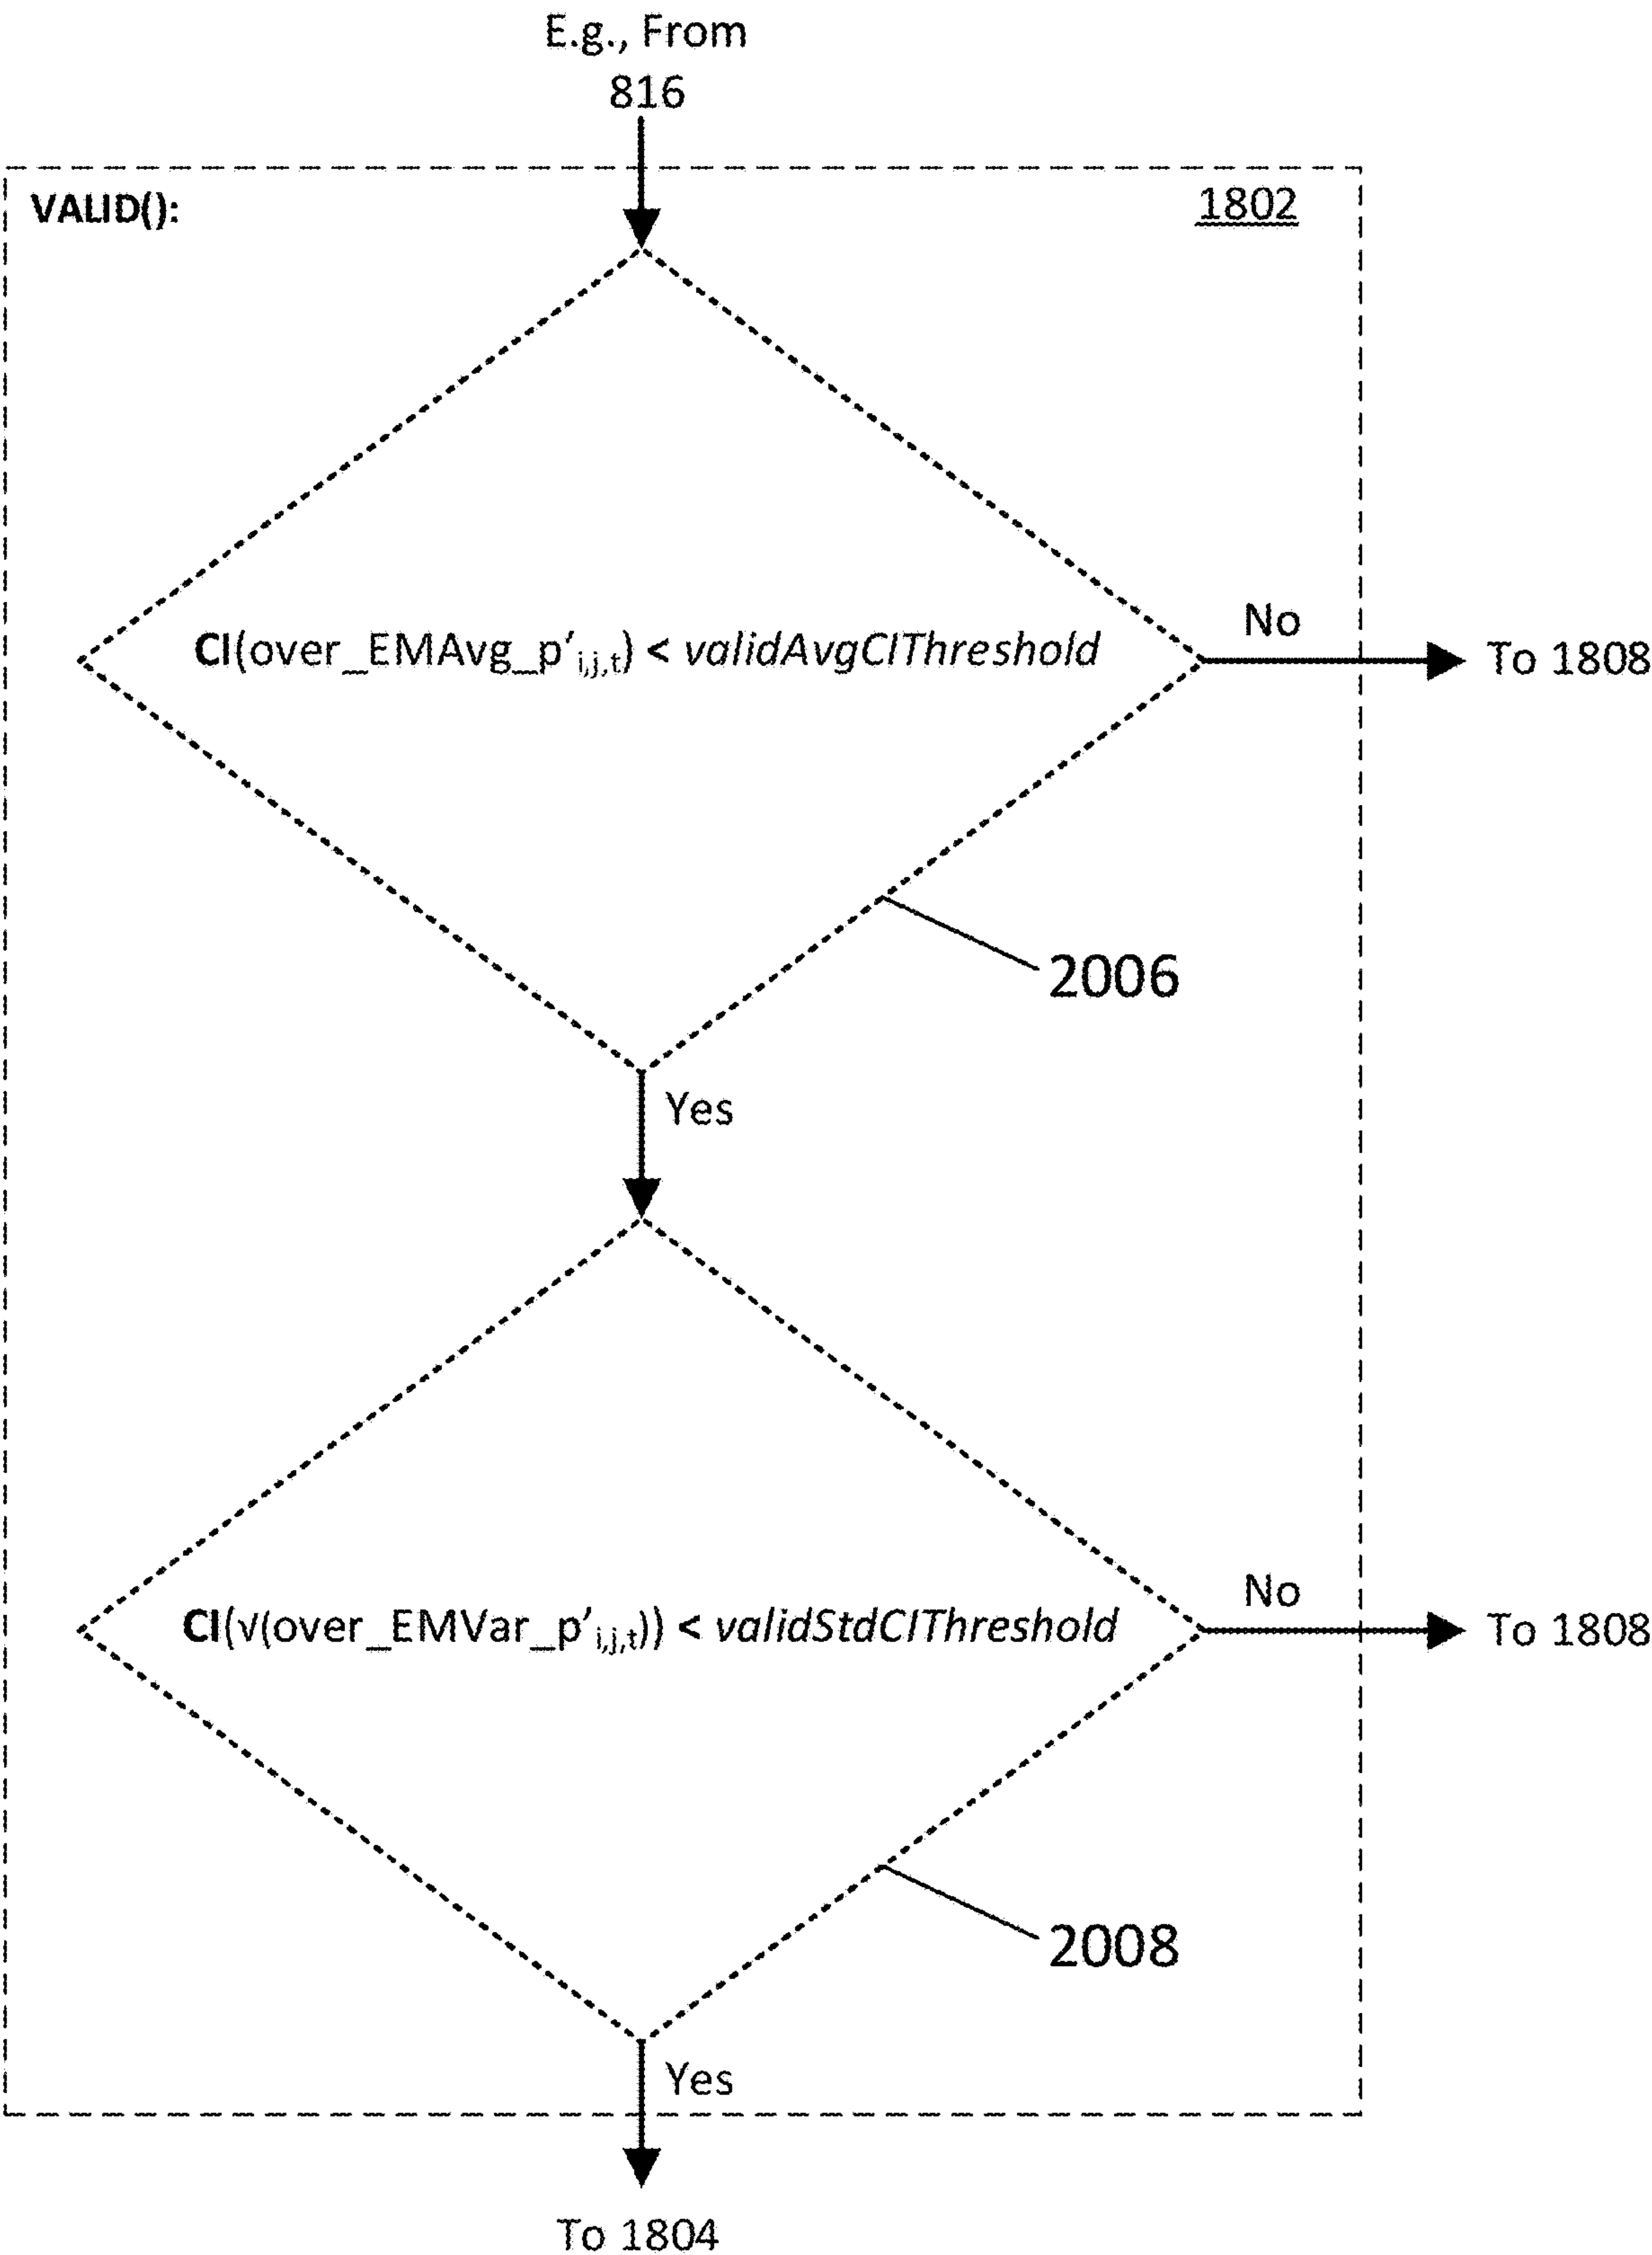 E.g., From
816
VALID():
1802
No
CI(over_EMAvg_p′i,j,t) < validAvgCIThreshold
To 1808
2006
Yes
No
CI(√(over_EMVar_p′i,j,t)) < validStdCIThreshold
To 1808
2008
Yes
To 1804